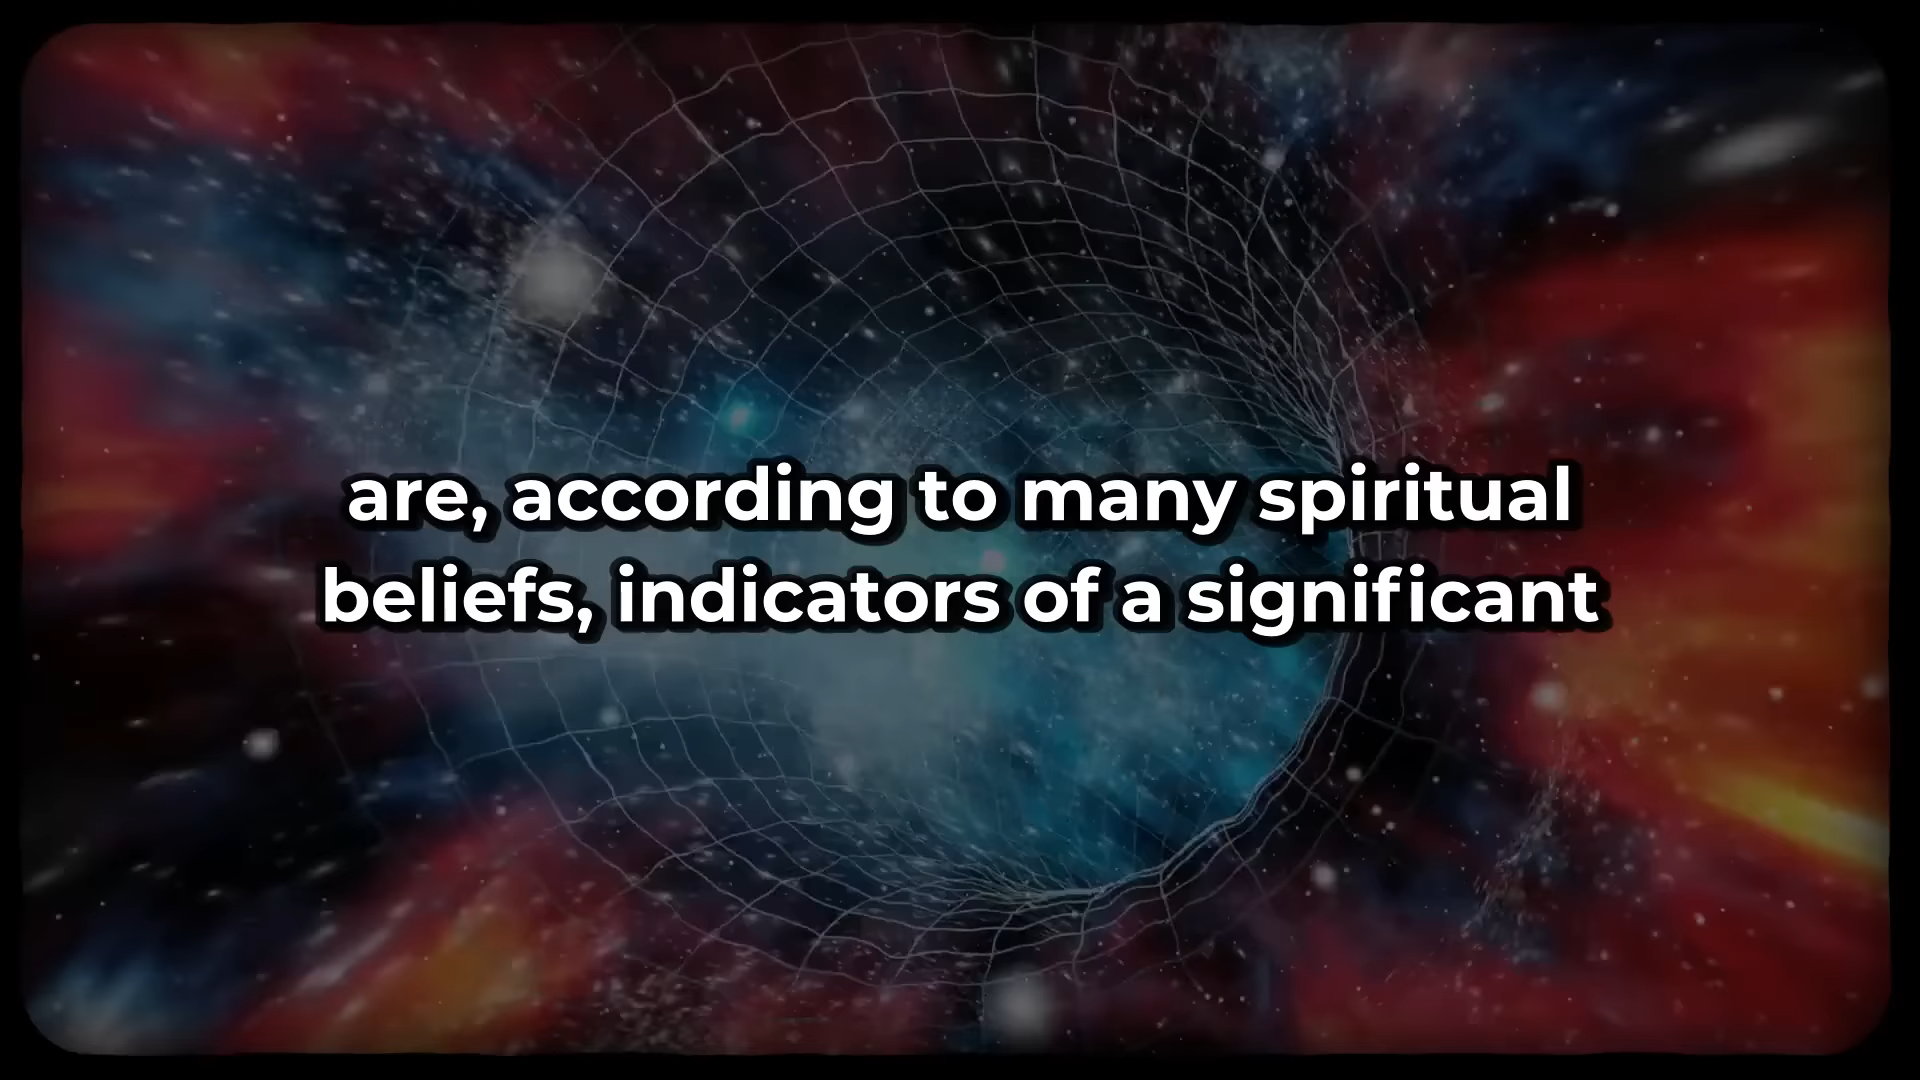 are, according to many spiritual
beliefs, indicators of a significant